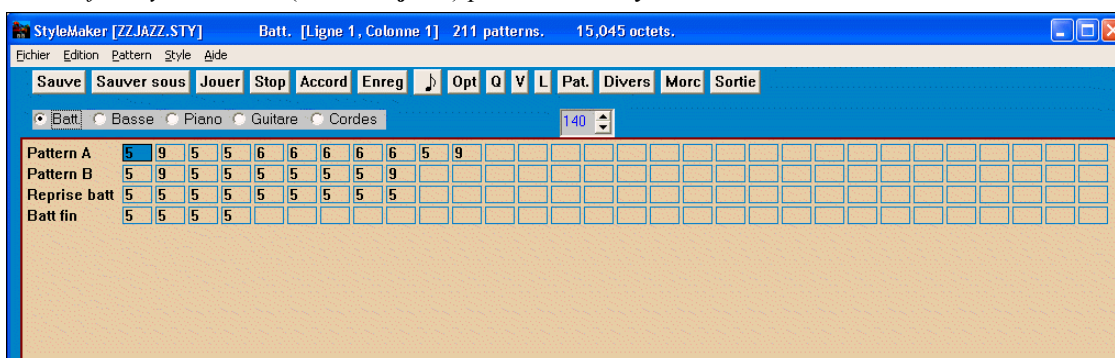 StyleMaker [ZZJAZZ.STY] Batt. [Ligne 1, Colonne 1] 211 patterns. 15,045 octets.
Fichier Edition Pattern Style Aide
Sauve Sauver sous Jouer Stop Accord Enreg ♪ Opt Q V L Pat. Divers Morc Sortie
Batt. Basse Piano Guitare Cordes 140
Pattern A 5 9 5 5 6 6 6 6 6 5 9
Pattern B 5 9 5 5 5 5 5 5 9
Reprise batt 5 5 5 5 5 5 5 5 5
Batt fin 5 5 5 5